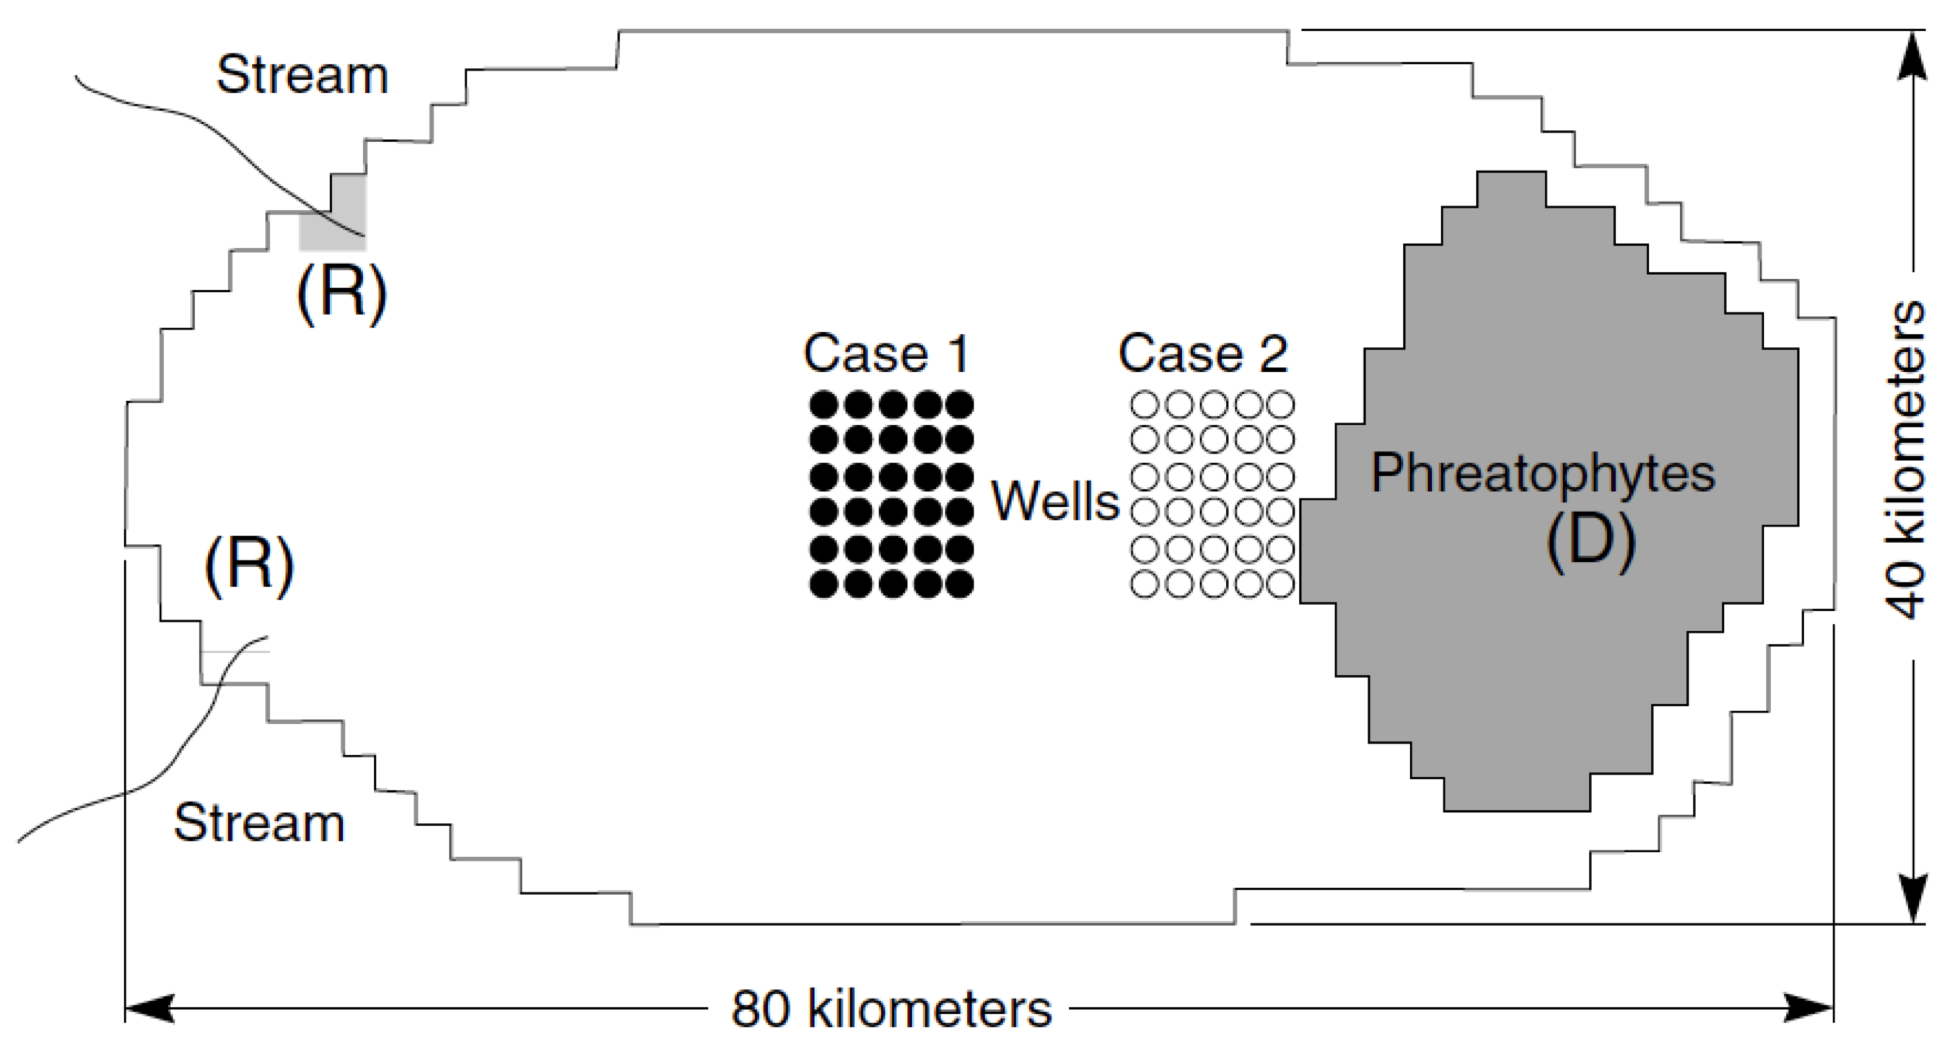 Stream
(R)
Case 1
Case 2
Wells
Phreatophytes
(D)
40 kilometers
(R)
Stream
80 kilometers